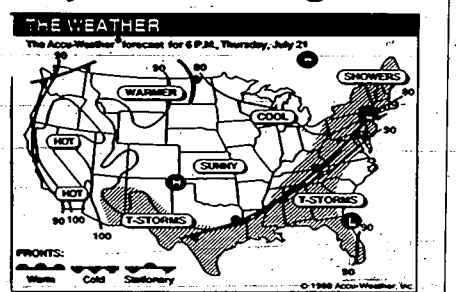 THE WEATHER
The Accu-Weather® forecast for 6 P.M., Thursday, July 21
90
90
80
SHOWERS
WARMER
80
COOL
90
HOT
SUNNY
HOT
H
T-STORMS
T-STORMS
90 100
100
L
90
90
FRONTS:
Warm Cold Stationary
© 1988 Accu-Weather, Inc.